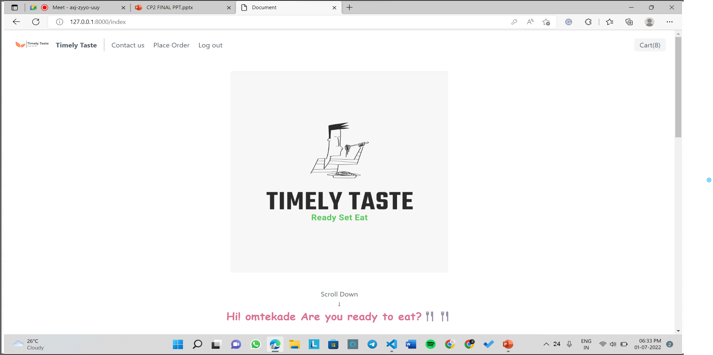 Meet - axj-zyyo-uuy
CP2 FINAL PPT.pptx
Document
127.0.0.1:8000/index
Timely Taste
Timely Taste
Contact us
Place Order
Log out
Cart(8)
TIMELY TASTE
Ready Set Eat
Scroll Down
↓
Hi! omtekade Are you ready to eat?🍴🍴
26°C
Cloudy
24
ENG
IN
06:33 PM
01-07-2022